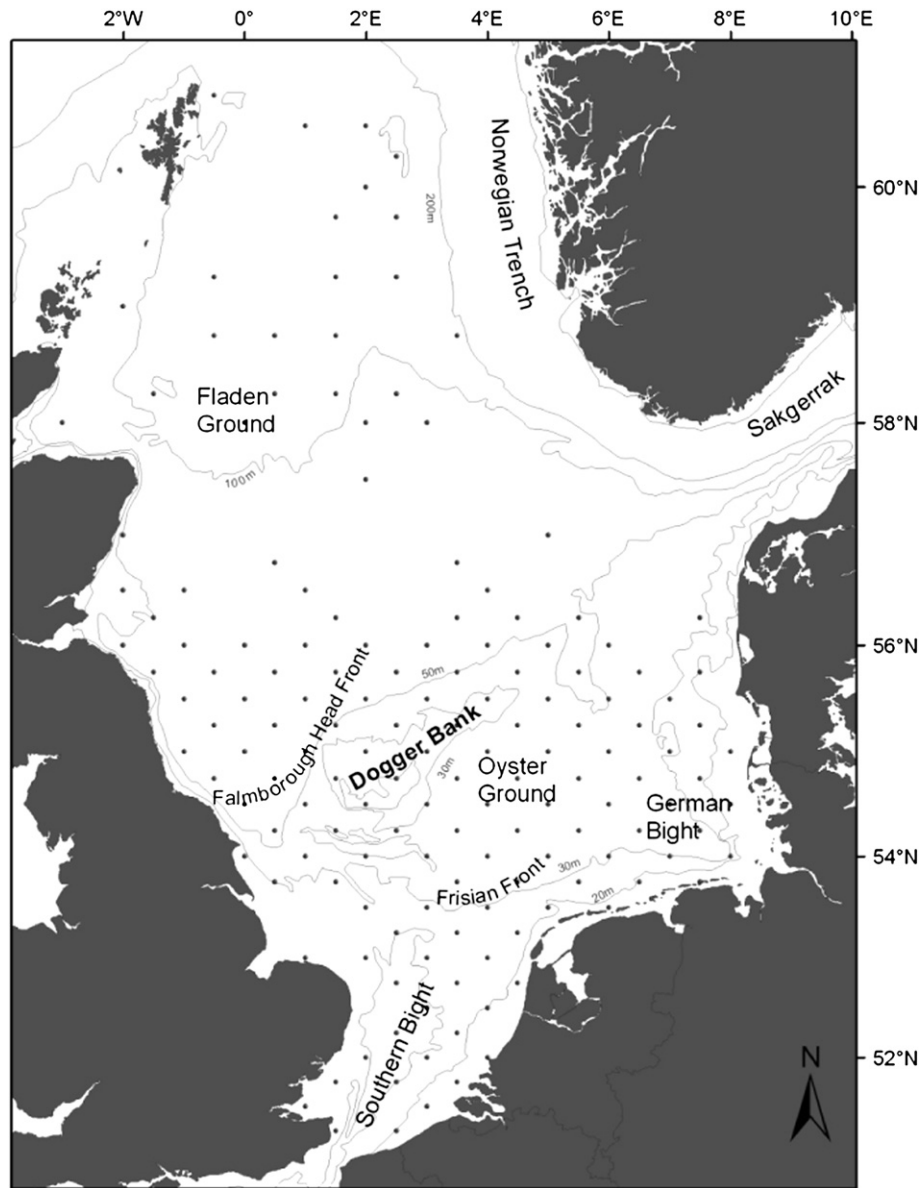 2°W 0° 2°E 4°E 6°E 8°E 10°E
Norwegian Trench
200m
60°N
Fladen
Ground
58°N
Sakgerrak
100m
56°N
50m
Falmborough Head Front
Dogger Bank
30m
Oyster
Ground
German
Bight
54°N
30m
Frisian Front
20m
Southern Bight
52°N
N